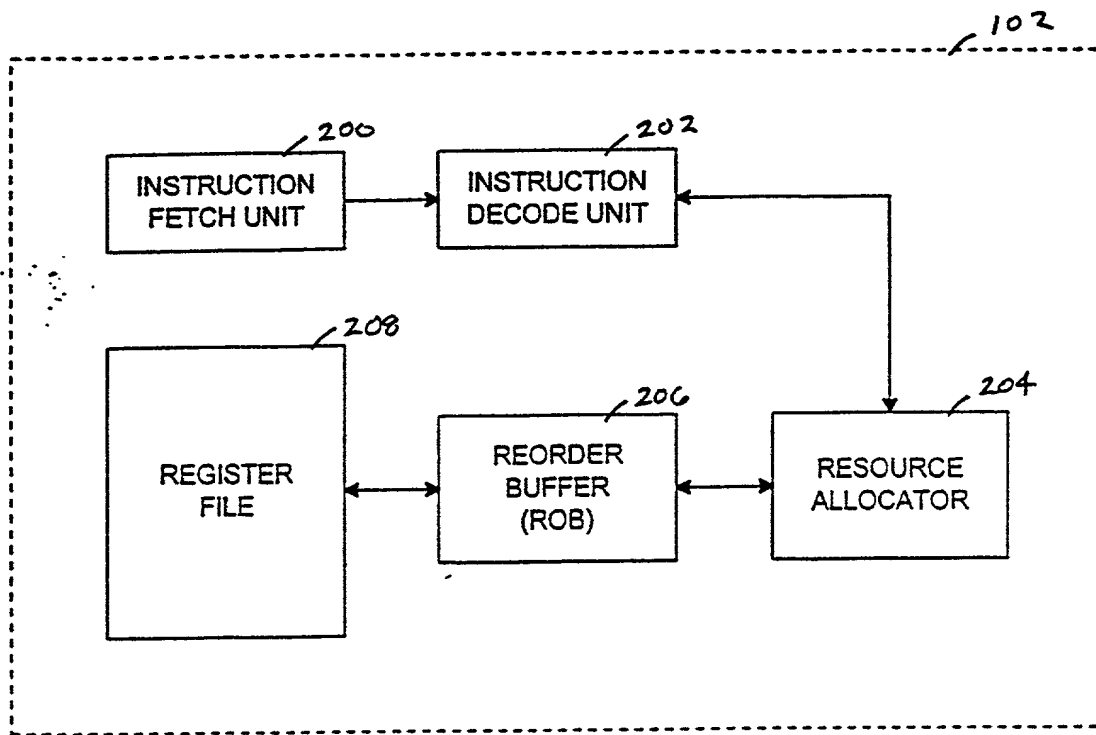 102
200
INSTRUCTION
FETCH UNIT
202
INSTRUCTION
DECODE UNIT
208
REGISTER
FILE
206
REORDER
BUFFER
(ROB)
204
RESOURCE
ALLOCATOR